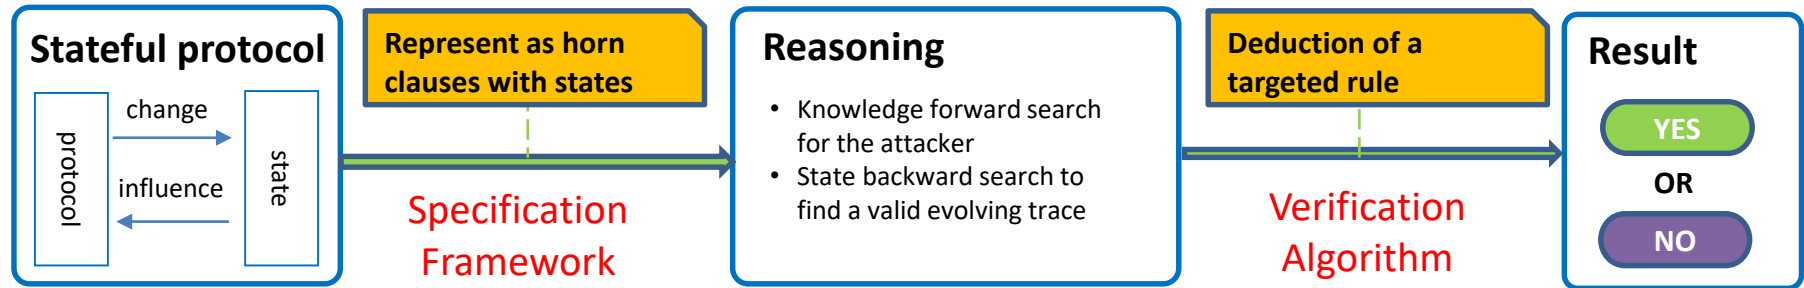 Stateful protocol
protocol
change
influence
state
Represent as horn
clauses with states
Specification
Framework
Reasoning
• Knowledge forward search
for the attacker
• State backward search to
find a valid evolving trace
Deduction of a
targeted rule
Verification
Algorithm
Result
YES
OR
NO